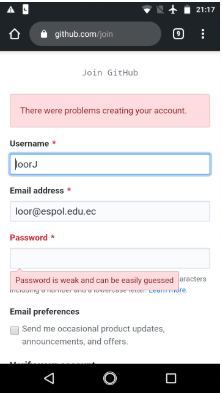 21:17
github.com/join
9
Join GitHub
There were problems creating your account.
Username *
loorJ
Email address *
loor@espol.edu.ec
Password *
Password is weak and can be easily guessed
aracters
including a number and a lowercase letter. Learn more.
Email preferences
Send me occasional product updates,
announcements, and offers.